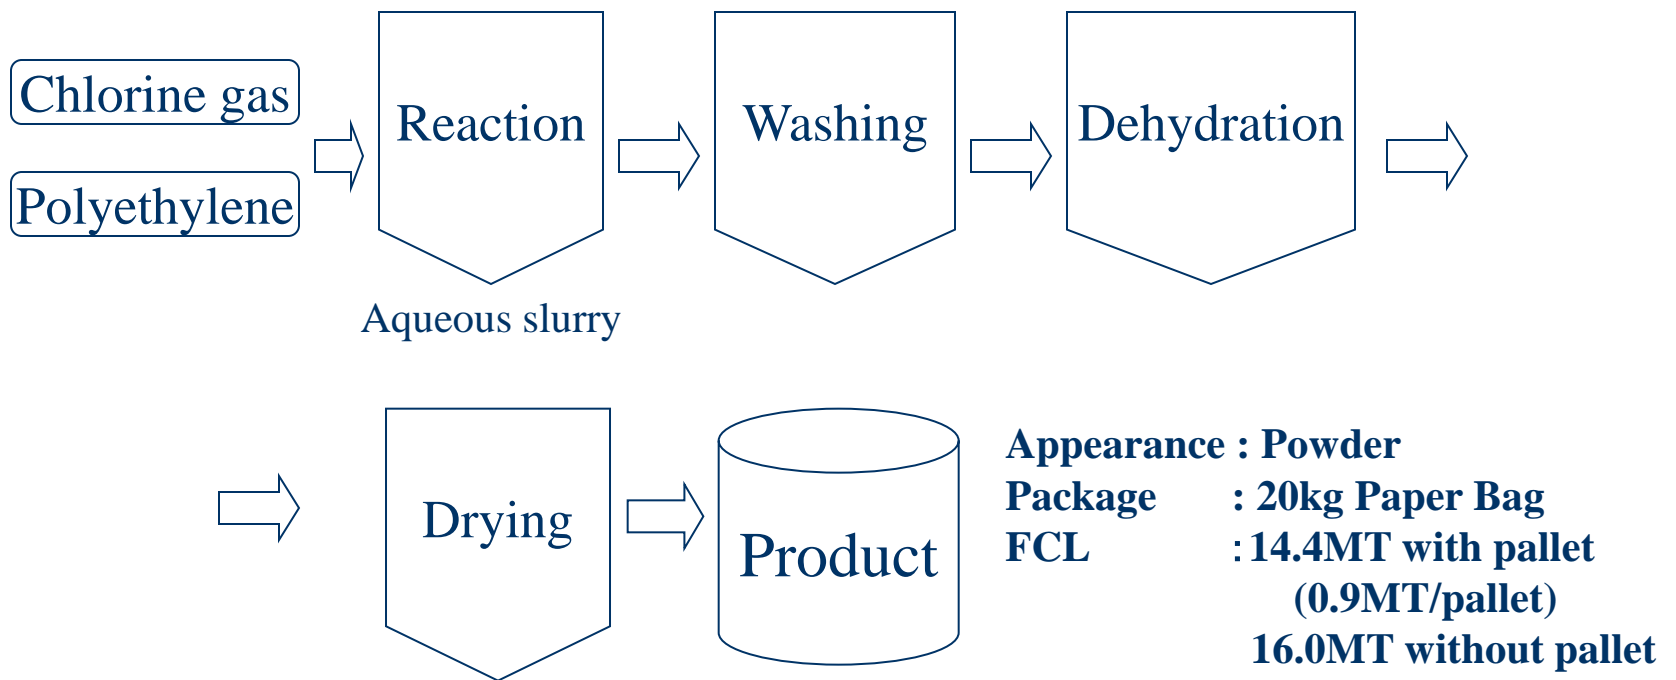 Chlorine gas
Polyethylene
Reaction
Washing
Dehydration
Aqueous slurry
Drying
Product
Appearance : Powder
Package : 20kg Paper Bag
FCL : 14.4MT with pallet
(0.9MT/pallet)
16.0MT without pallet